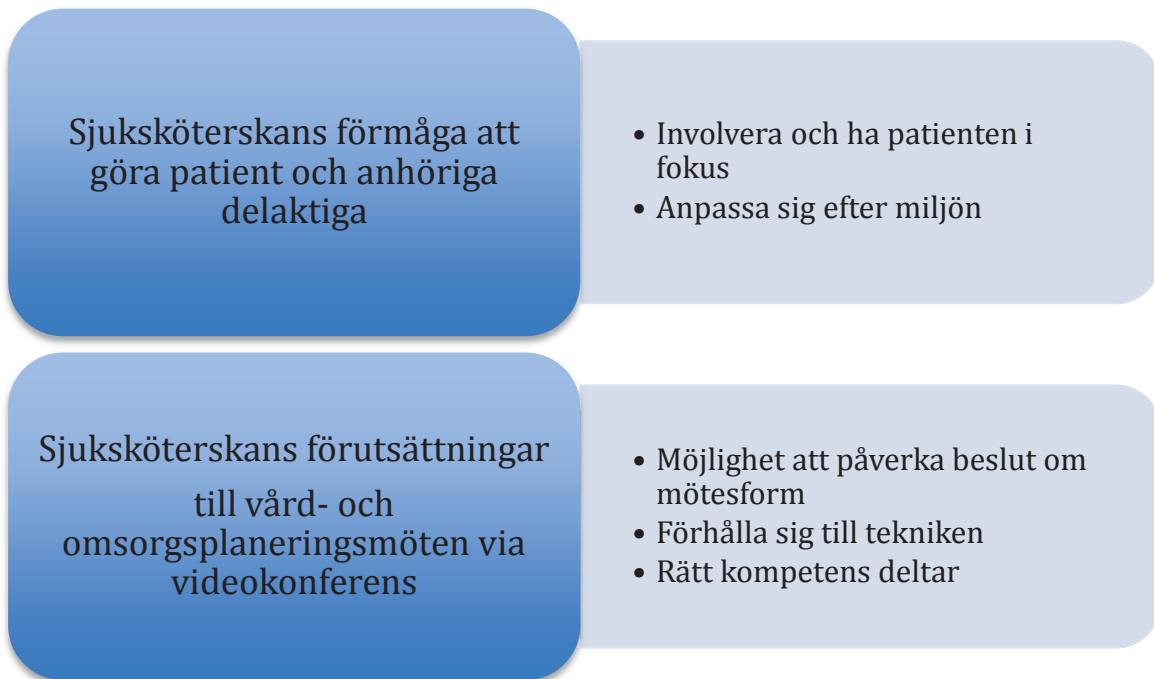 Sjuksköterskans förmåga att
göra patient och anhöriga
delaktiga
• Involvera och ha patienten i
fokus
• Anpassa sig efter miljön
Sjuksköterskans förutsättningar
till vård- och
omsorgsplaneringsmöten via
videokonferens
• Möjlighet att påverka beslut om
mötesform
• Förhålla sig till tekniken
• Rätt kompetens deltar